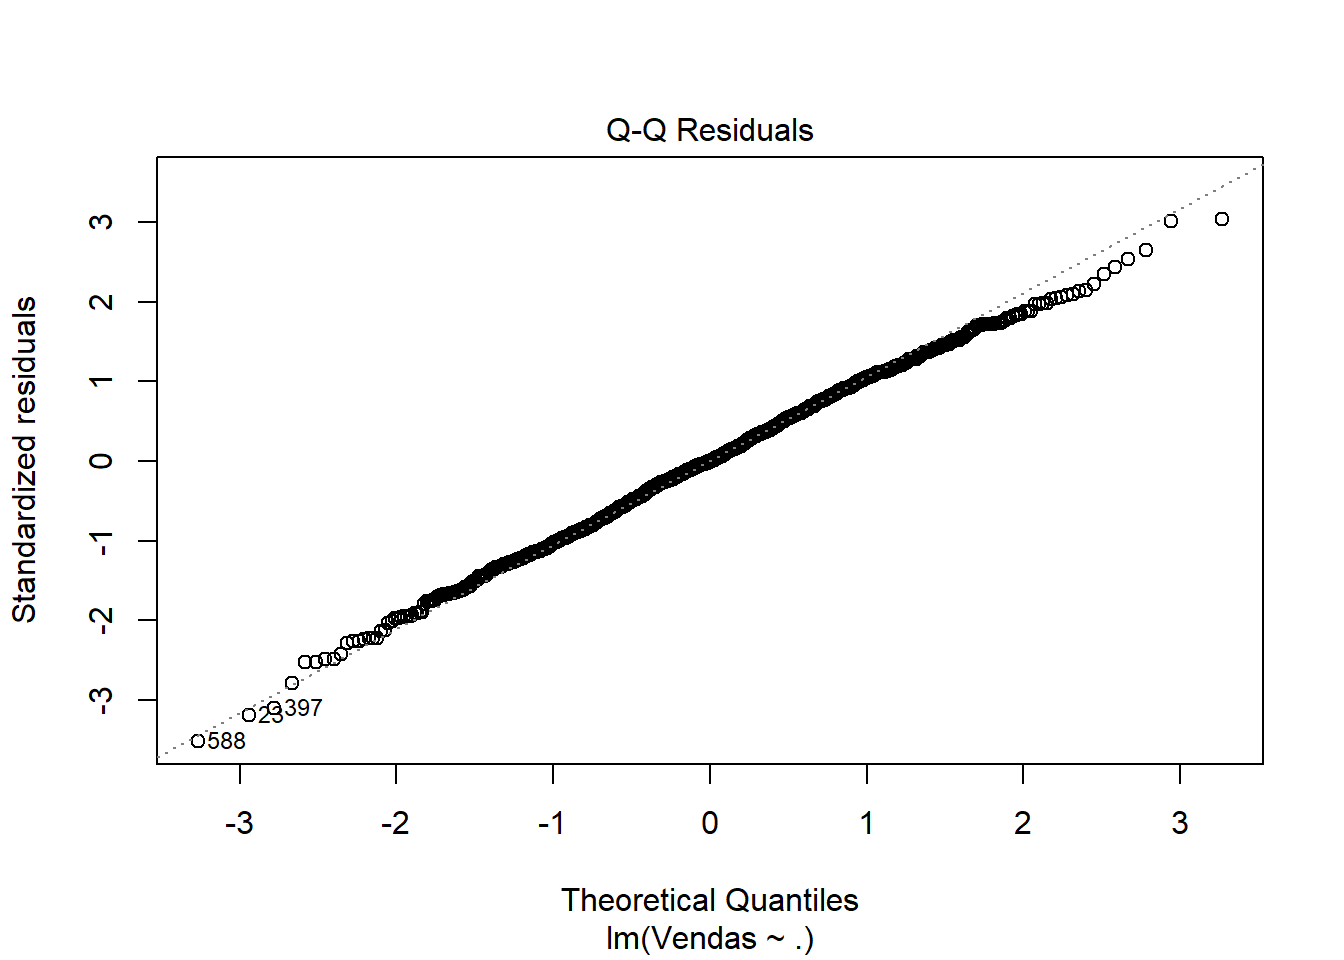 Q-Q Residuals
Standardized residuals
3
2
1
0
-1
-2
-3
397
23
588
-3 -2 -1 0 1 2 3
Theoretical Quantiles
lm(Vendas ~ .)